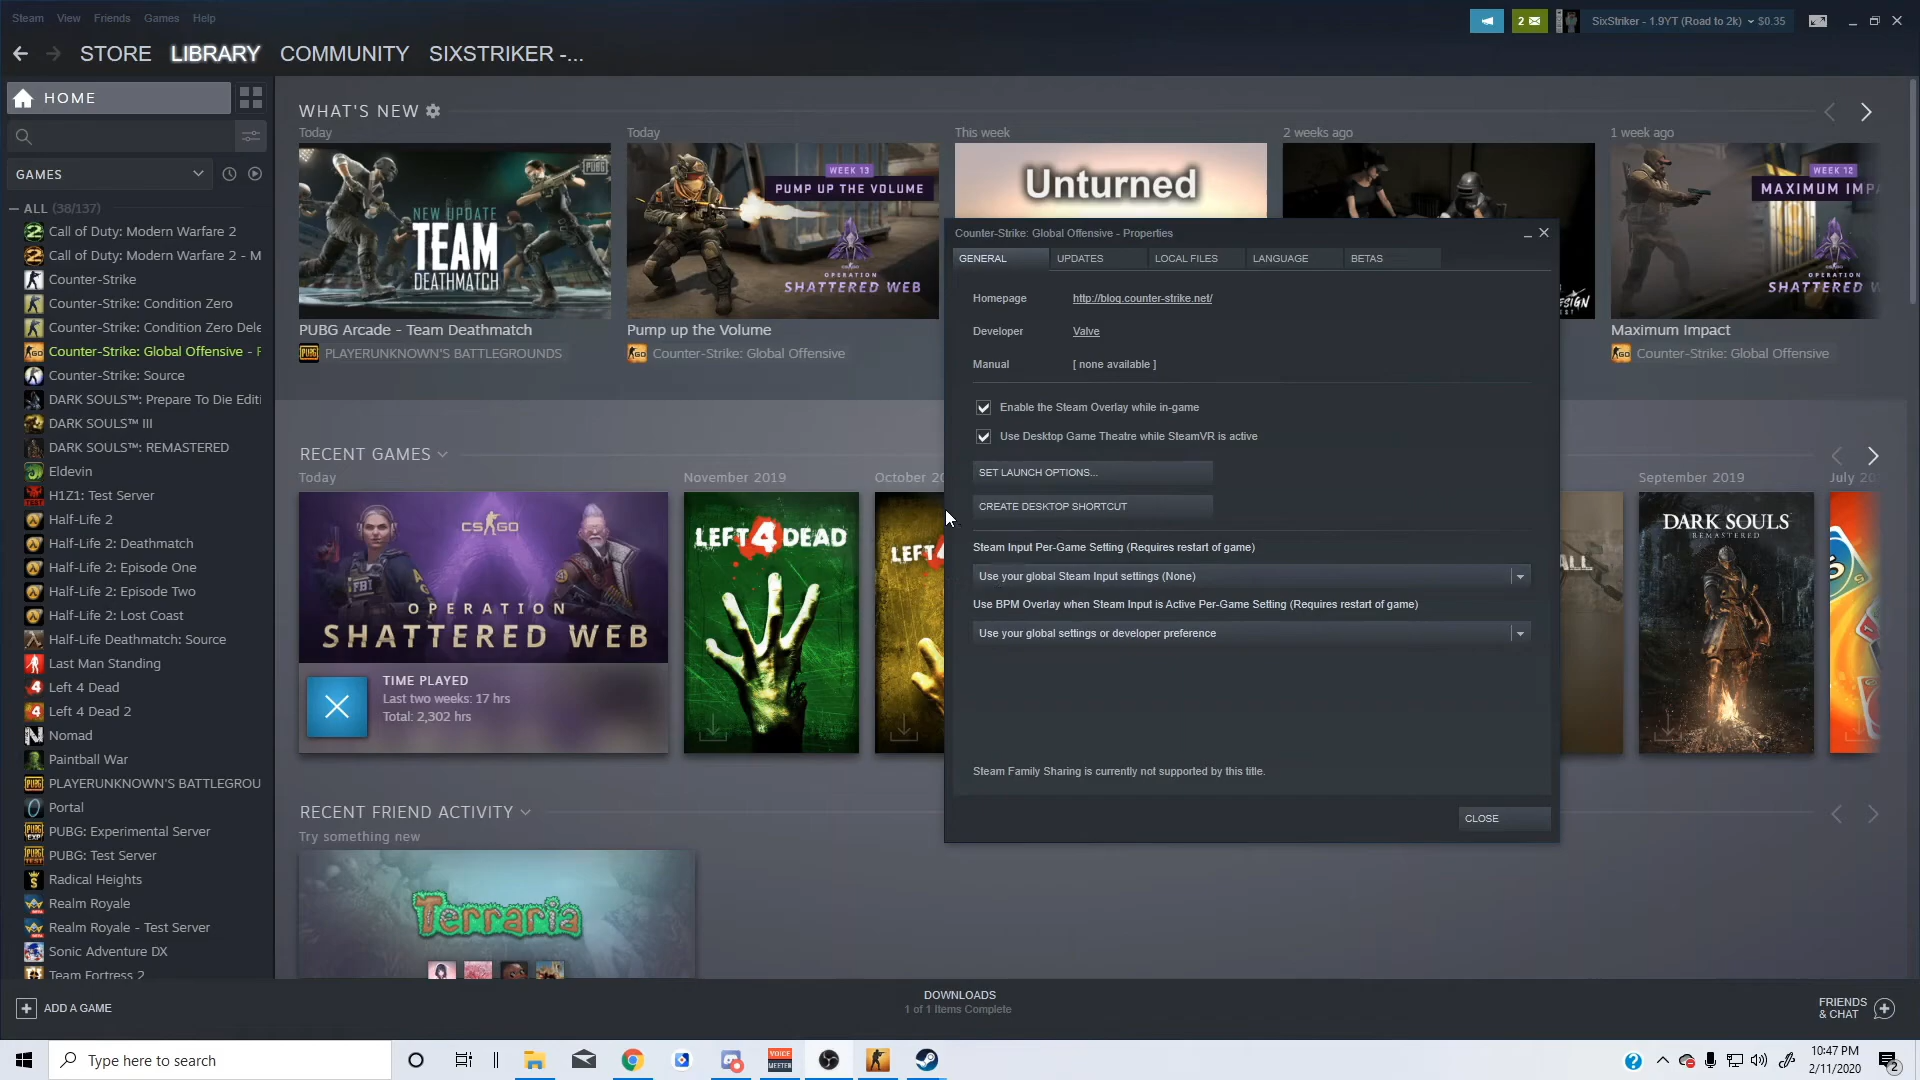 Steam View Friends Games Help
2
SixStriker - 1.9YT (Road to 2k) $0.35
STORE LIBRARY COMMUNITY SIXSTRIKER -...
HOME
GAMES
ALL (38/137)
Call of Duty: Modern Warfare 2
Call of Duty: Modern Warfare 2 - M
Counter-Strike
Counter-Strike: Condition Zero
Counter-Strike: Condition Zero Dele
Counter-Strike: Global Offensive - F
Counter-Strike: Source
DARK SOULS™: Prepare To Die Editi
DARK SOULS™ III
DARK SOULS™: REMASTERED
Eldevin
H1Z1: Test Server
Half-Life 2
Half-Life 2: Deathmatch
Half-Life 2: Episode One
Half-Life 2: Episode Two
Half-Life 2: Lost Coast
Half-Life Deathmatch: Source
Last Man Standing
Left 4 Dead
Left 4 Dead 2
Nomad
Paintball War
PLAYERUNKNOWN'S BATTLEGROU
Portal
PUBG: Experimental Server
PUBG: Test Server
Radical Heights
Realm Royale
Realm Royale - Test Server
Sonic Adventure DX
Team Fortress 2
WHAT'S NEW
Today
PUBG
NEW UPDATE
TEAM
DEATHMATCH
PUBG Arcade - Team Deathmatch
PLAYERUNKNOWN'S BATTLEGROUNDS
Today
WEEK 13
PUMP UP THE VOLUME
OPERATION
SHATTERED WEB
Pump up the Volume
Counter-Strike: Global Offensive
This week
Unturned
2 weeks ago
1 week ago
WEEK 12
MAXIMUM IMPA
OPERATION
SHATTERED W
Maximum Impact
Counter-Strike: Global Offensive
Counter-Strike: Global Offensive - Properties
GENERAL UPDATES LOCAL FILES LANGUAGE BETAS
Homepage http://blog.counter-strike.net/
Developer Valve
Manual [ none available ]
Enable the Steam Overlay while in-game
Use Desktop Game Theatre while SteamVR is active
SET LAUNCH OPTIONS...
CREATE DESKTOP SHORTCUT
Steam Input Per-Game Setting (Requires restart of game)
Use your global Steam Input settings (None)
Use BPM Overlay when Steam Input is Active Per-Game Setting (Requires restart of game)
Use your global settings or developer preference
Steam Family Sharing is currently not supported by this title.
CLOSE
RECENT GAMES
Today
CS GO
FBI
OPERATION
SHATTERED WEB
TIME PLAYED
Last two weeks: 17 hrs
Total: 2,302 hrs
November 2019
LEFT 4 DEAD
October 20
LEFT 4
September 2019
DARK SOULS
REMASTERED
July 20
RECENT FRIEND ACTIVITY
Try something new
Terraria
ADD A GAME
DOWNLOADS
1 of 1 Items Complete
FRIENDS
& CHAT
Type here to search
VOICE
MEETER
10:47 PM
2/11/2020
2